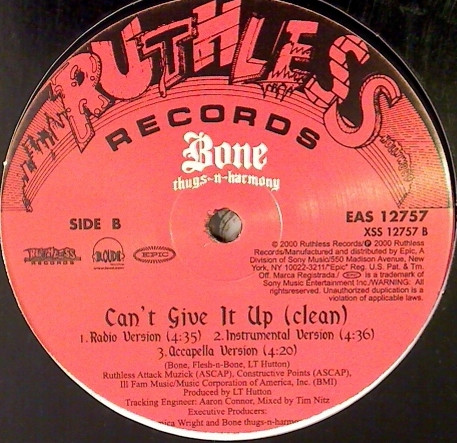 RUTHLESS
RECORDS
Bone
thugs-n-harmony
SIDE B
EAS 12757
XSS 12757 B
RUTHLESS
RECORDS
LOUD
EPIC
© 2000 Ruthless Records/℗ 2000 Ruthless
Records/Manufactured and distributed by Epic, A
Division of Sony Music/550 Madison Avenue, New
York, NY 10022-3211/"Epic" Reg. U.S. Pat. & Tm.
Off. Marca Registrada./ EPIC is a trademark of
Sony Music Entertainment Inc./WARNING: All
rightsreserved. Unauthorized duplication is a
violation of applicable laws.
Can't Give It Up (clean)
1. Radio Version (4:35) 2. Instrumental Version (4:36)
3. Accapella Version (4:20)
(Bone, Flesh-n-Bone, LT Hutton)
Ruthless Attack Muzick (ASCAP), Constructive Points (ASCAP),
Ill Fam Music/Music Corporation of America, Inc. (BMI)
Produced by LT Hutton
Tracking Engineer: Aaron Connor, Mixed by Tim Nitz
Executive Producers:
Wright and Bone thugs-n-harm